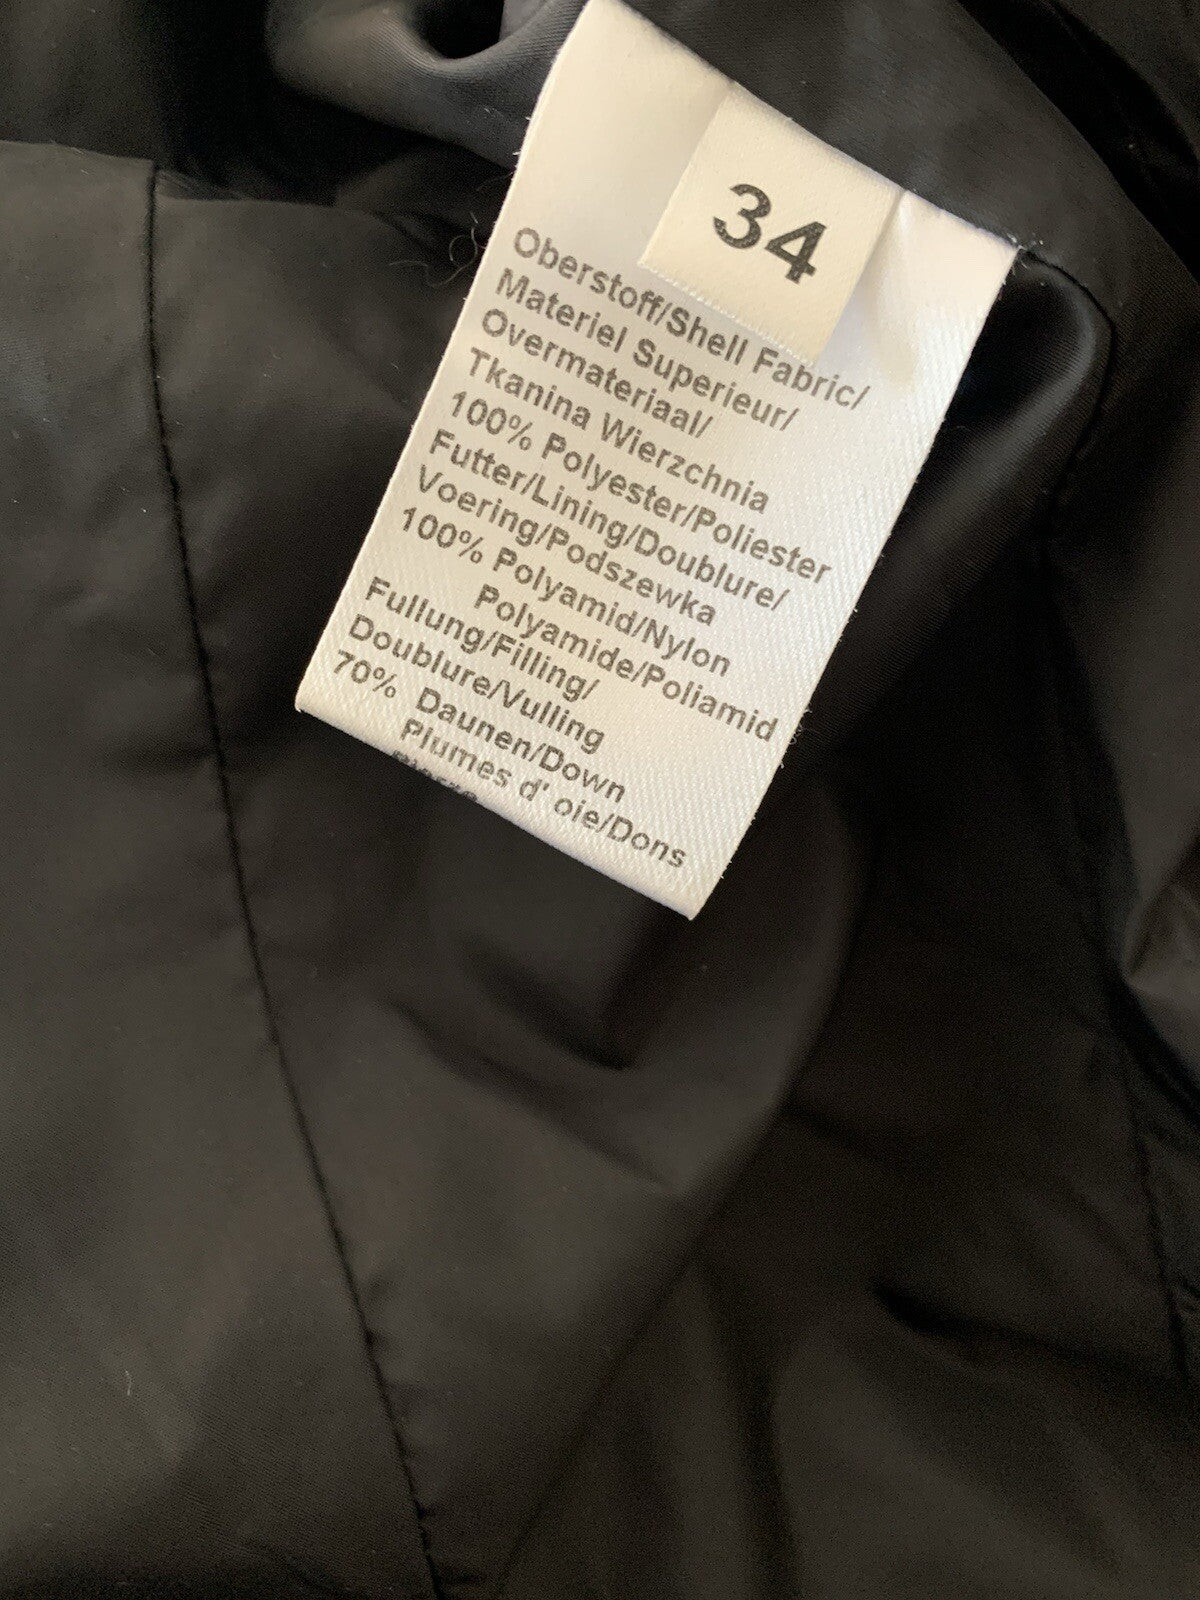 34
Oberstoff/Shell Fabric/
Materiel Superieur/
Overmateriaal/
Tkanina Wierzchnia
100% Polyester/Poliester
Futter/Lining/Doublure/
Voering/Podszewka
100% Polyamid/Nylon
Polyamide/Poliamid
Fullung/Filling/
Doublure/Vulling
70% Daunen/Down
Plumes d' oie/Dons